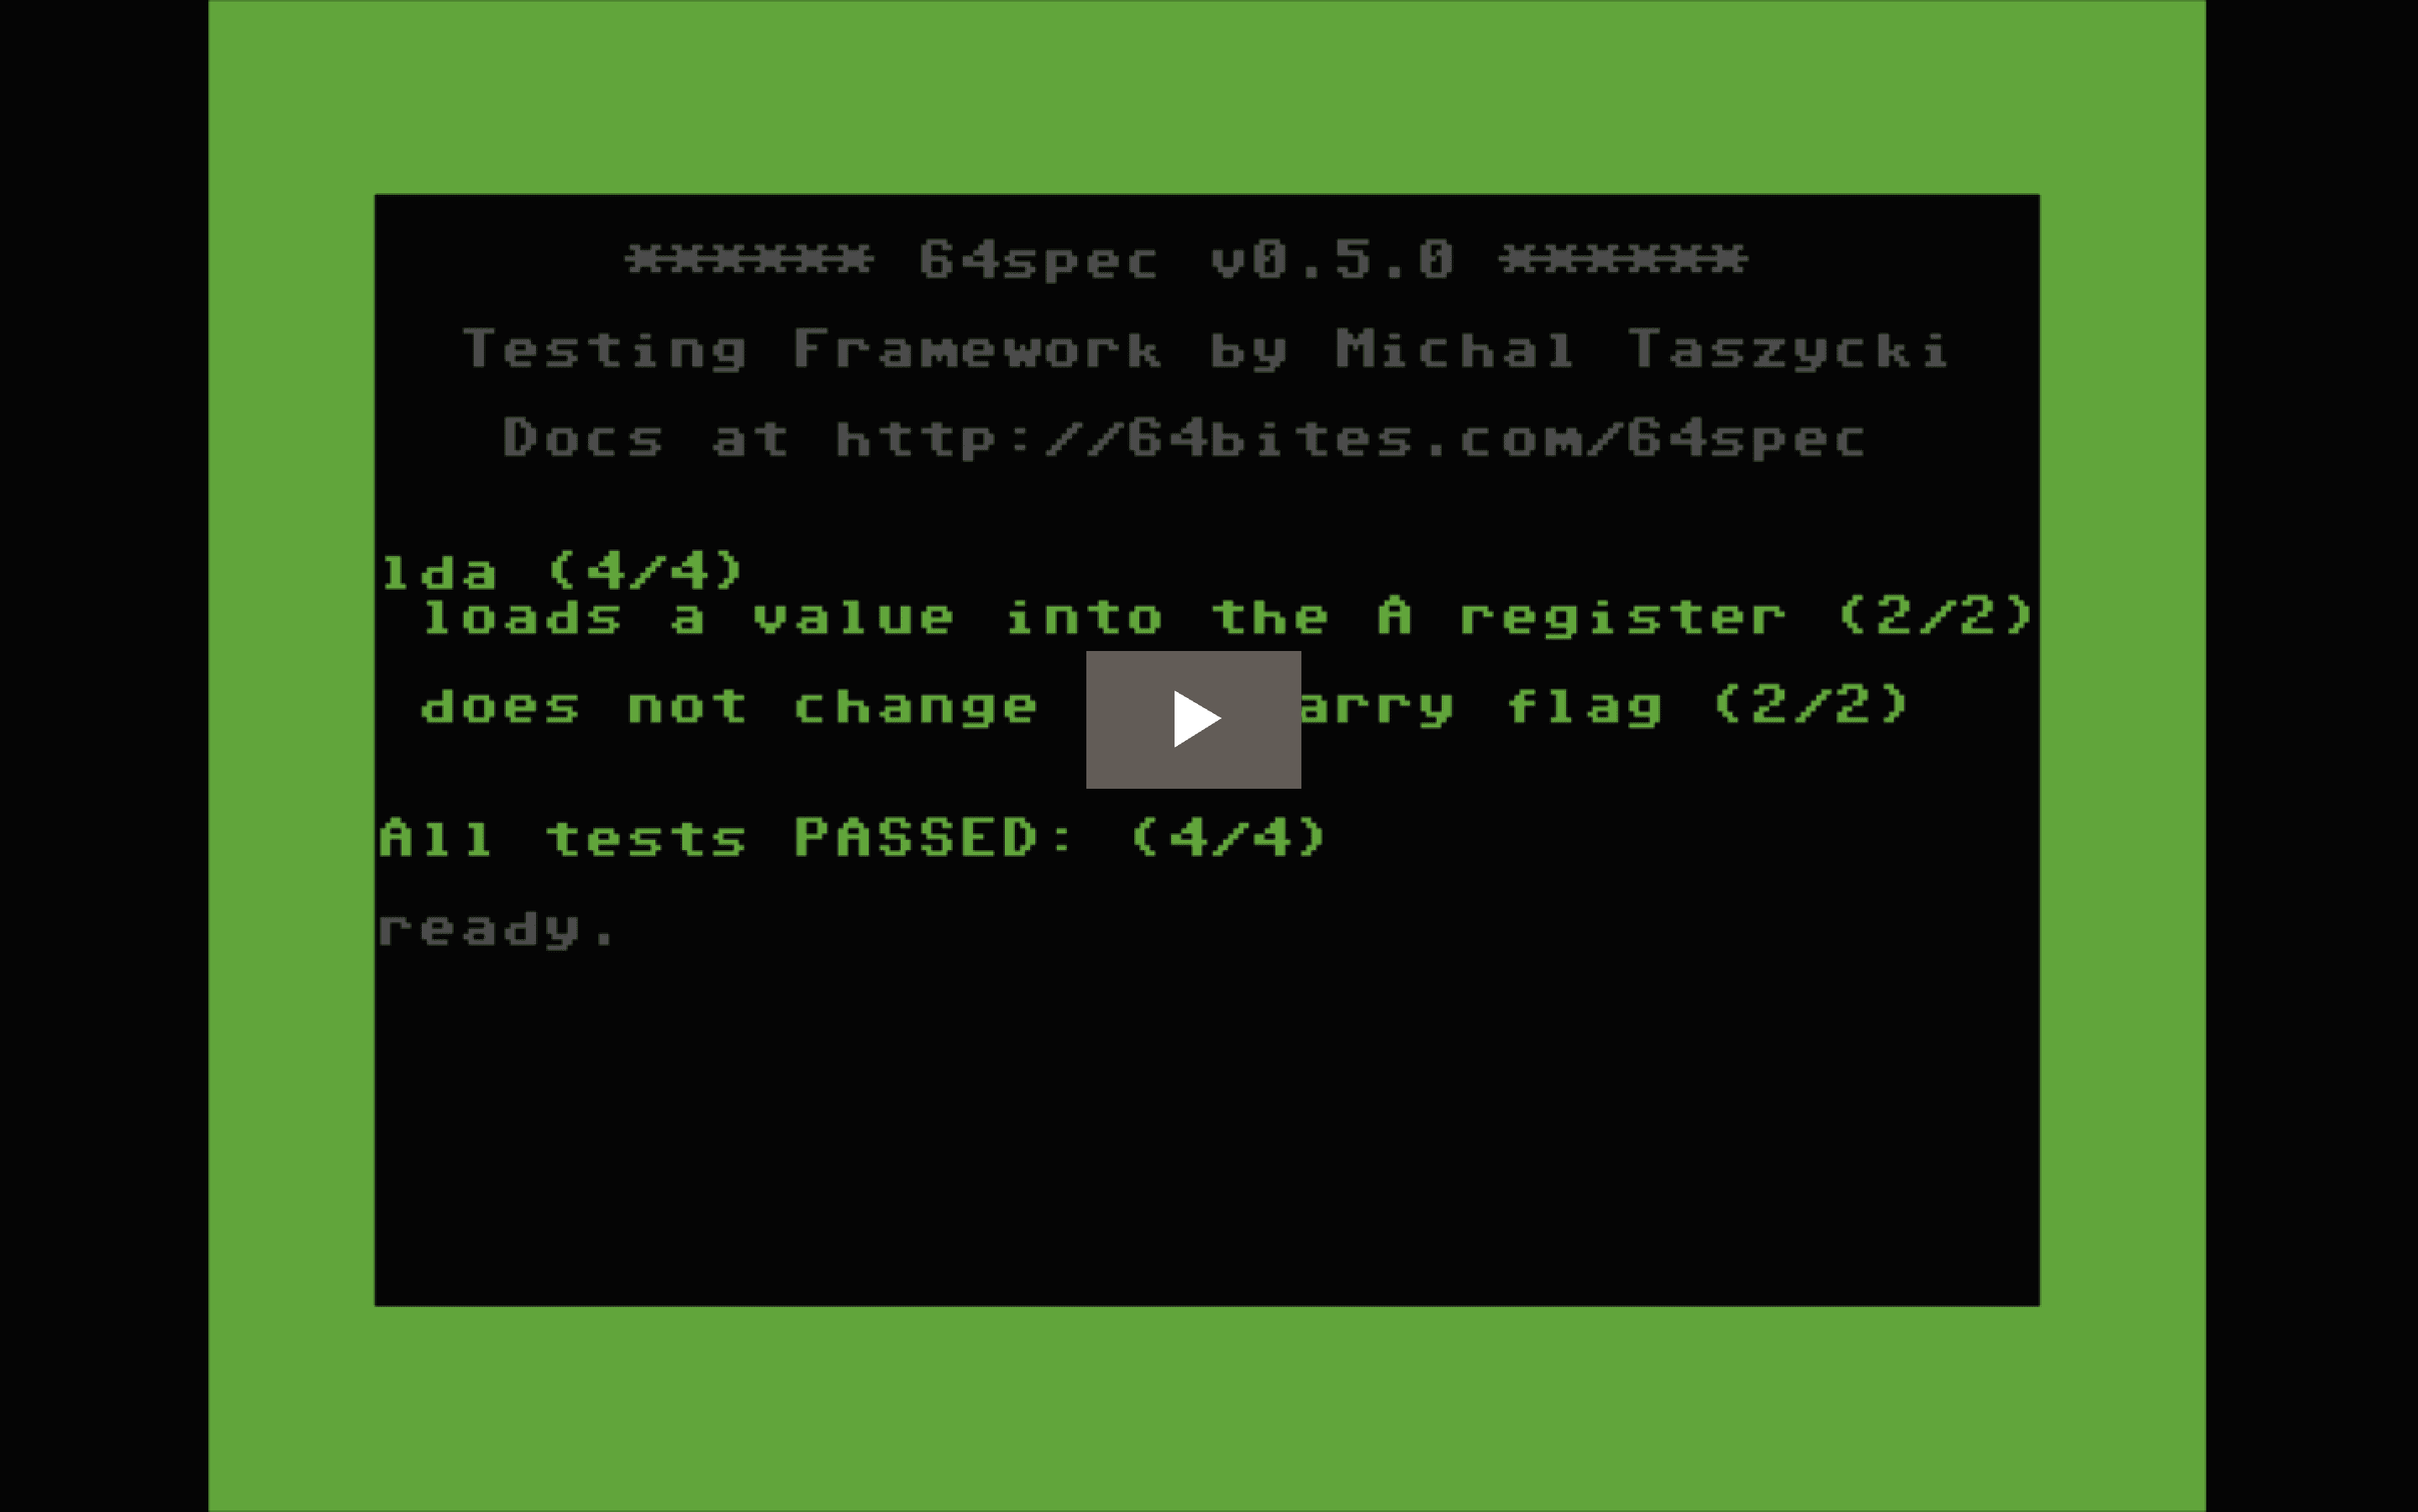 ****** 64spec v0.5.0 ******
Testing Framework by Michal Taszycki
Docs at http://64bites.com/64spec
lda (4/4)
loads a value into the A register (2/2)
does not change arry flag (2/2)
All tests PASSED: (4/4)
ready.